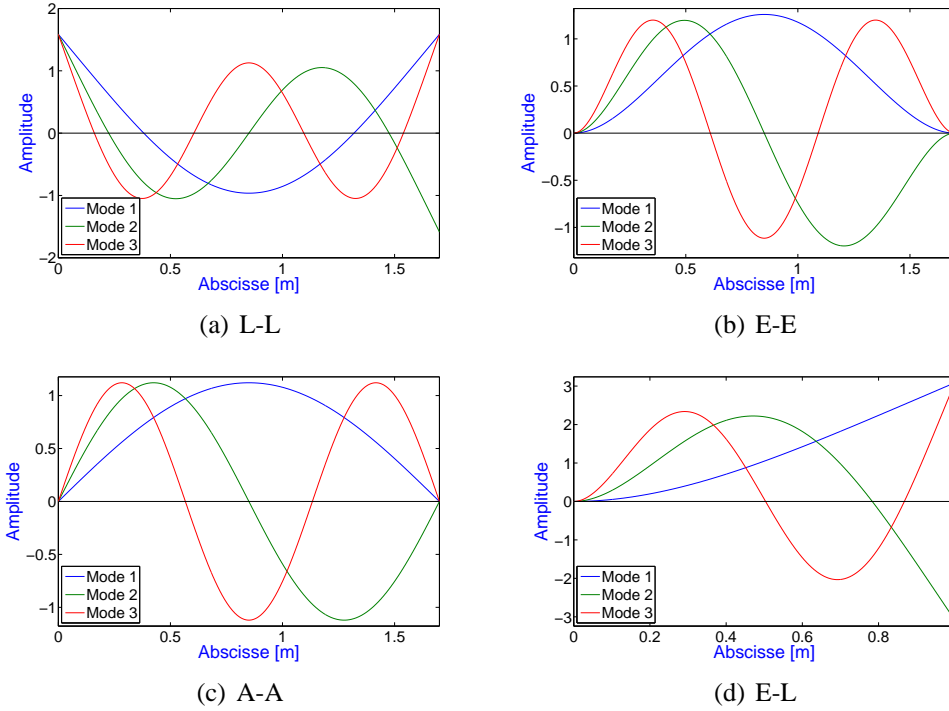 2
1
0
−1
−2
Amplitude
Mode 1
Mode 2
Mode 3
0 0.5 1 1.5
Abscisse [m]
(a) L-L
1
0.5
0
−0.5
−1
Amplitude
Mode 1
Mode 2
Mode 3
0 0.5 1 1.5
Abscisse [m]
(b) E-E
1
0.5
0
−0.5
−1
Amplitude
Mode 1
Mode 2
Mode 3
0 0.5 1 1.5
Abscisse [m]
(c) A-A
3
2
1
0
−1
−2
−3
Amplitude
Mode 1
Mode 2
Mode 3
0 0.2 0.4 0.6 0.8
Abscisse [m]
(d) E-L